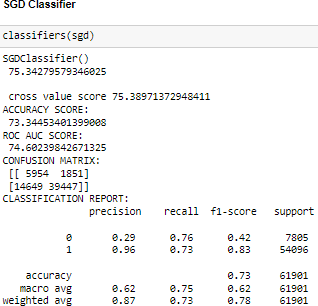 SGD Classifier
classifiers(sgd)
SGDClassifier()
75.34279579346025
cross value score 75.38971372948411
ACCURACY SCORE:
73.34453401399008
ROC AUC SCORE:
74.60239842671325
CONFUSION MATRIX:
[[ 5954 1851]
[14649 39447]]
CLASSIFICATION REPORT:
precision recall f1-score support
0 0.29 0.76 0.42 7805
1 0.96 0.73 0.83 54096
accuracy 0.73 61901
macro avg 0.62 0.75 0.62 61901
weighted avg 0.87 0.73 0.78 61901